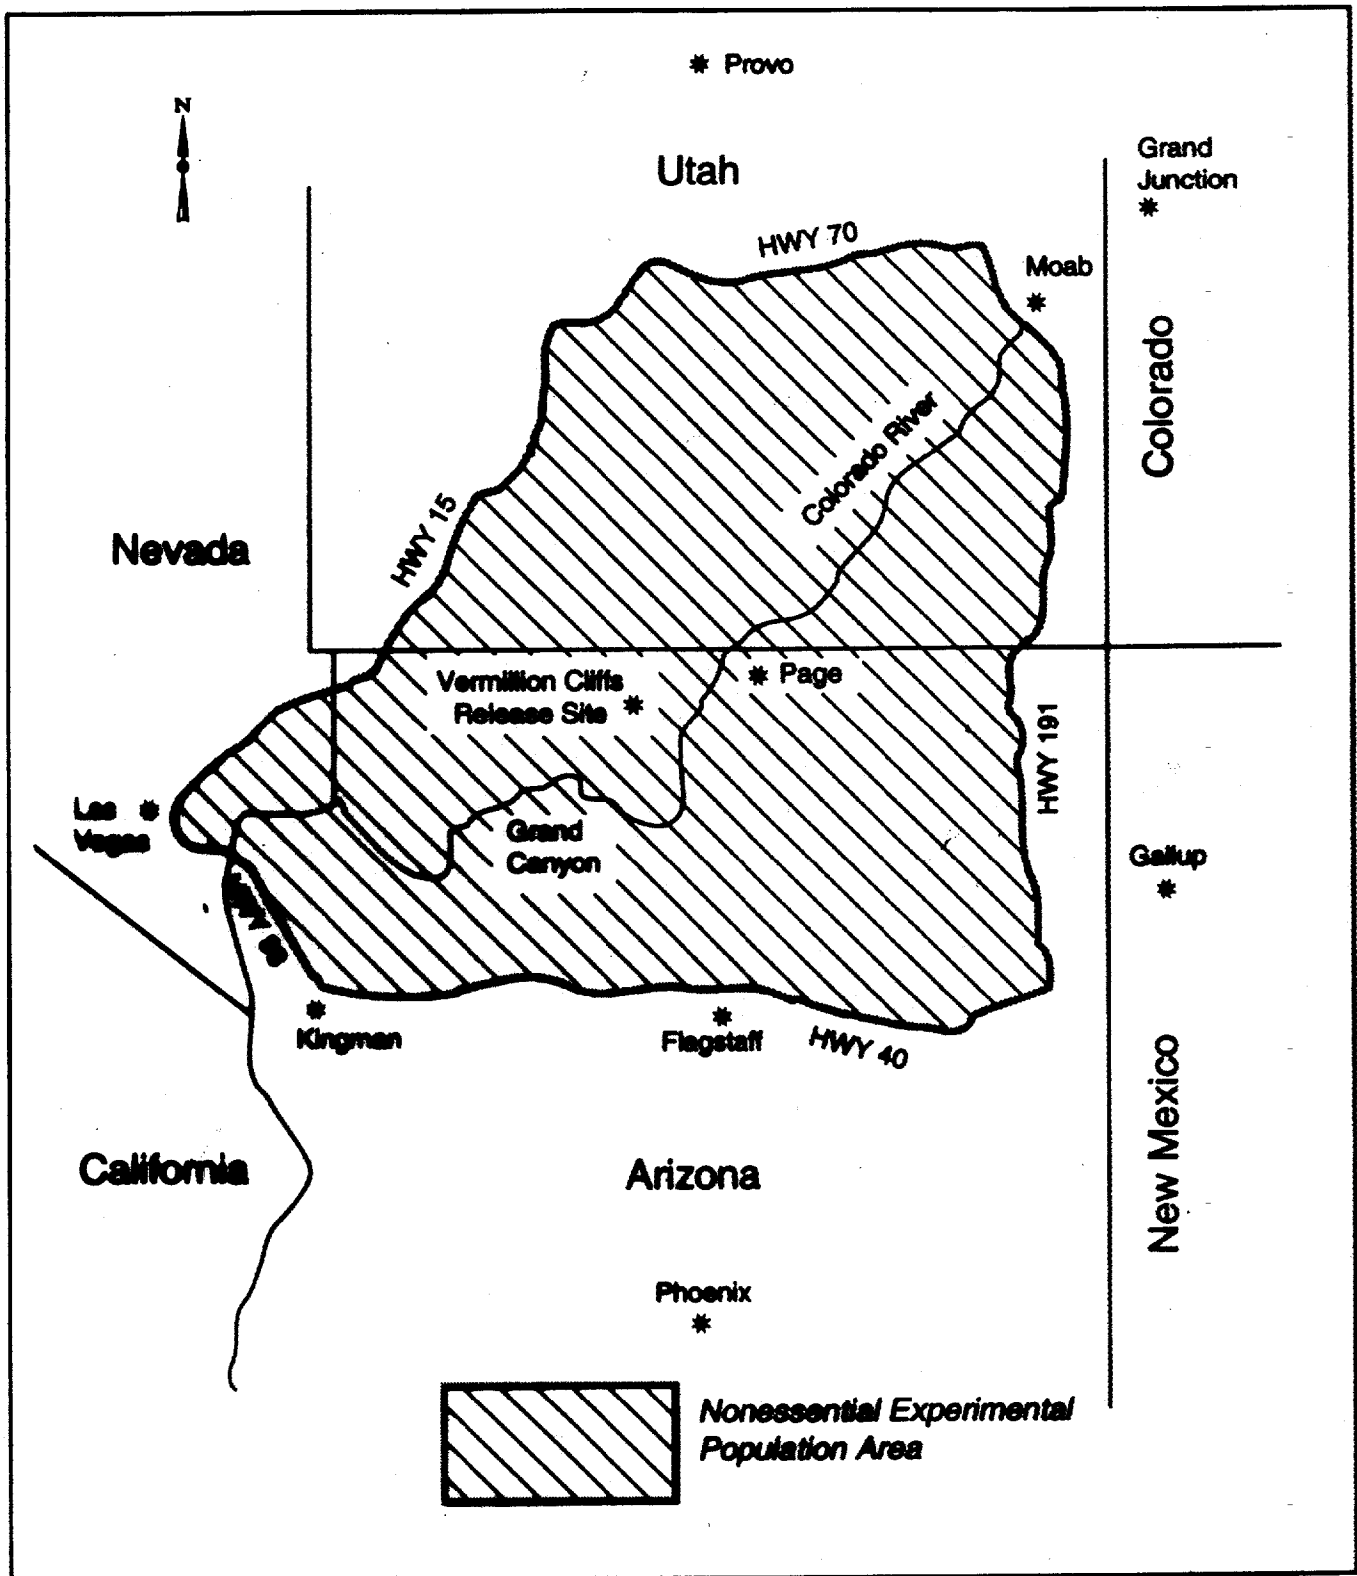 Provo
N
Utah
Grand
Junction
HWY 70
Moab
Colorado
Colorado River
HWY 15
Nevada
Vermillion Cliffs
Release Site
Page
HWY 191
Las
Vegas
Grand
Canyon
Gallup
Kingman
Flagstaff
HWY 40
New Mexico
California
Arizona
Phoenix
Nonessential Experimental
Population Area